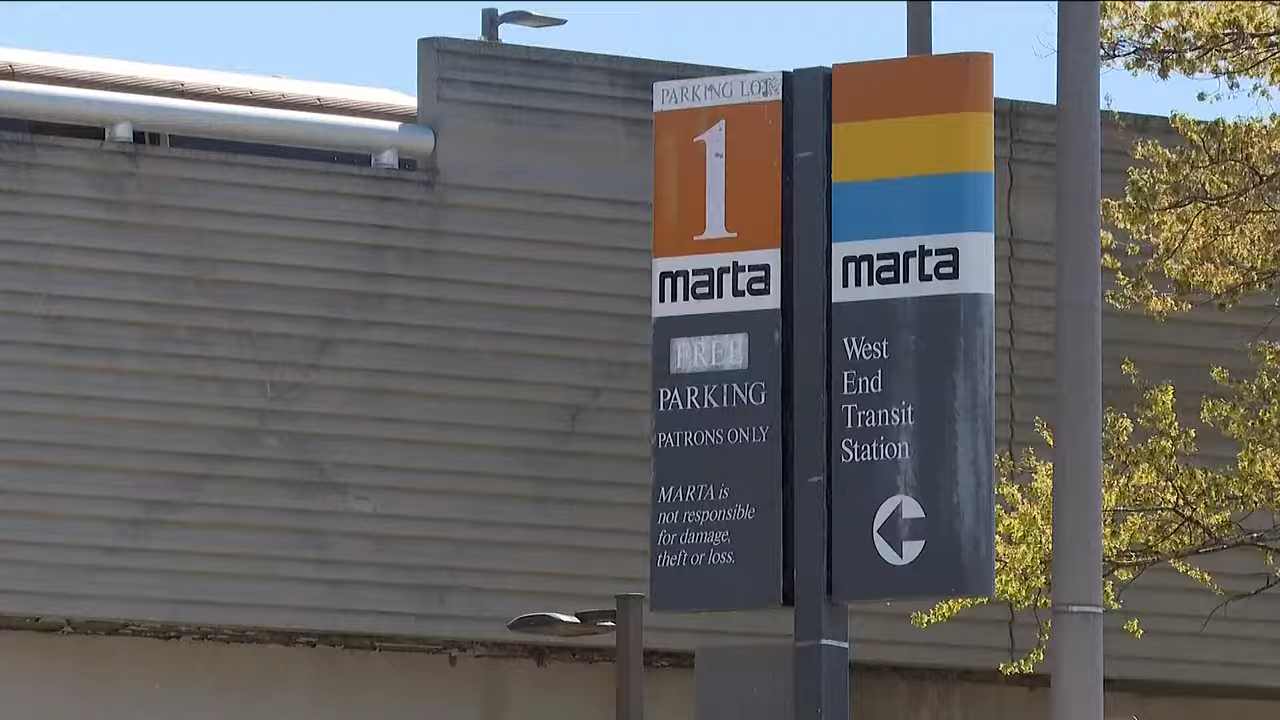 PARKING LOT
1
marta
FREE
PARKING
PATRONS ONLY
MARTA is
not responsible
for damage,
theft or loss.
marta
West
End
Transit
Station